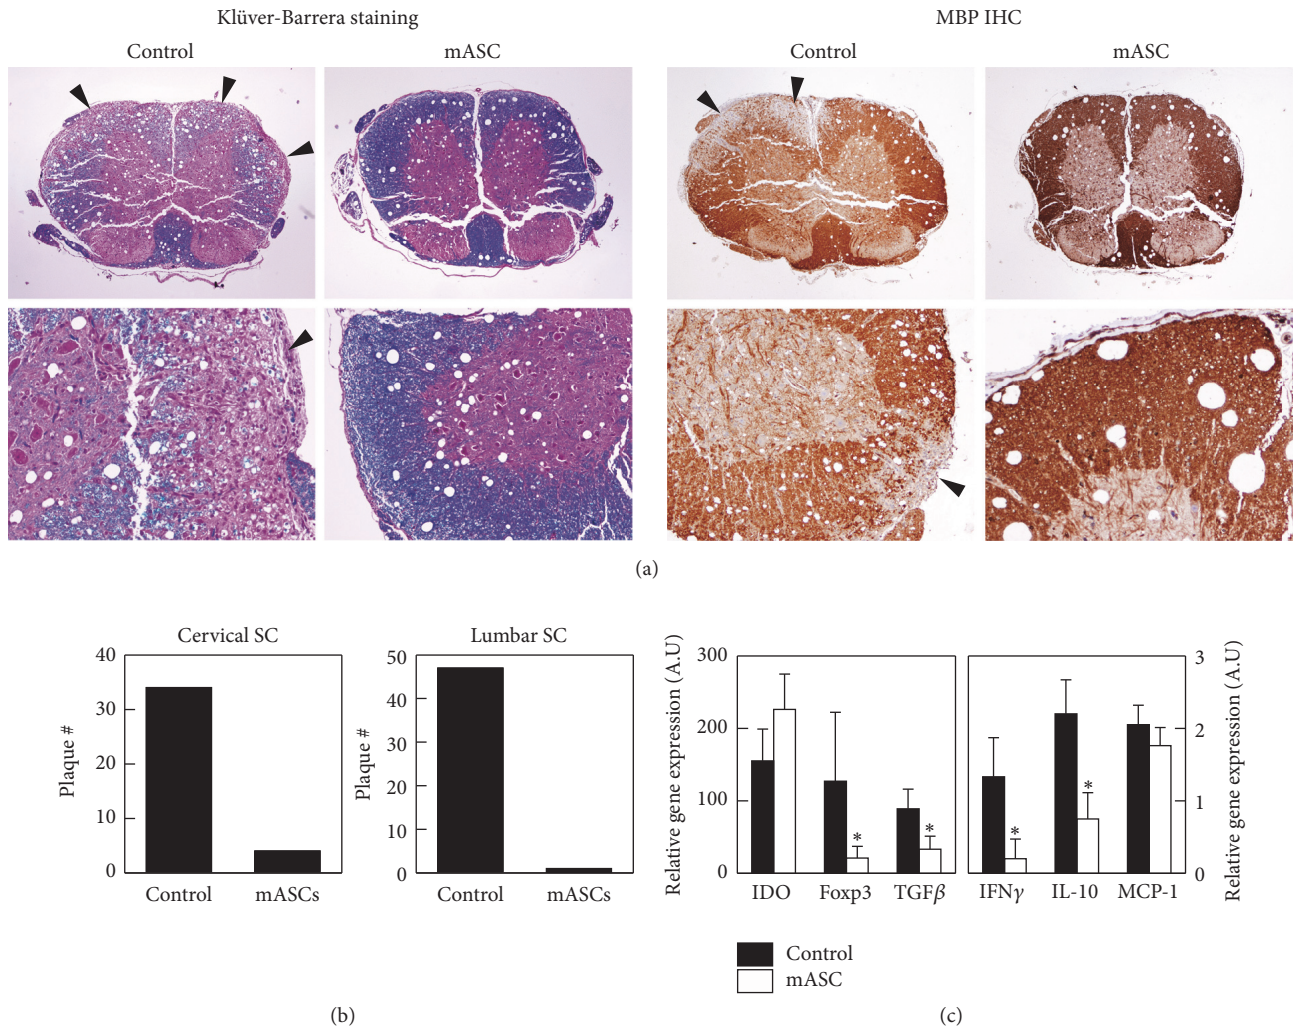 Klüver-Barrera staining
MBP IHC
Control
mASC
Control
mASC
(a)
Cervical SC
Plaque #
40
30
20
10
0
Control
mASCs
Lumbar SC
Plaque #
50
40
30
20
10
0
Control
mASCs
(b)
Relative gene expression (A.U)
300
200
100
0
IDO
Foxp3
TGFβ
*
*
IFNγ
IL-10
MCP-1
*
*
3
2
1
0
Relative gene expression (A.U)
Control
mASC
(c)